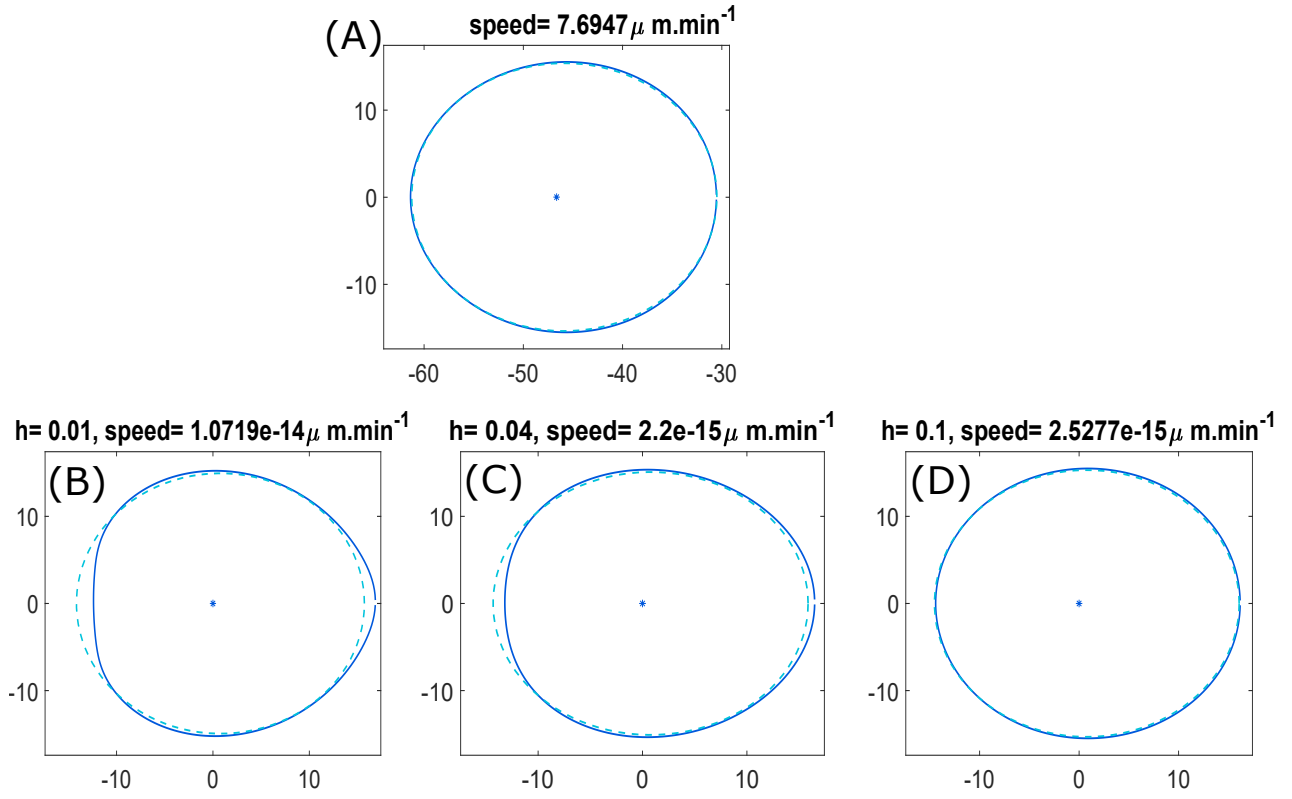 (A)
speed= 7.6947μ m.min-1
10
0
-10
-60 -50 -40 -30
h= 0.01, speed= 1.0719e-14μ m.min-1
h= 0.04, speed= 2.2e-15μ m.min-1
h= 0.1, speed= 2.5277e-15μ m.min-1
(B)
10
0
-10
-10 0 10
(C)
10
0
-10
-10 0 10
(D)
10
0
-10
-10 0 10